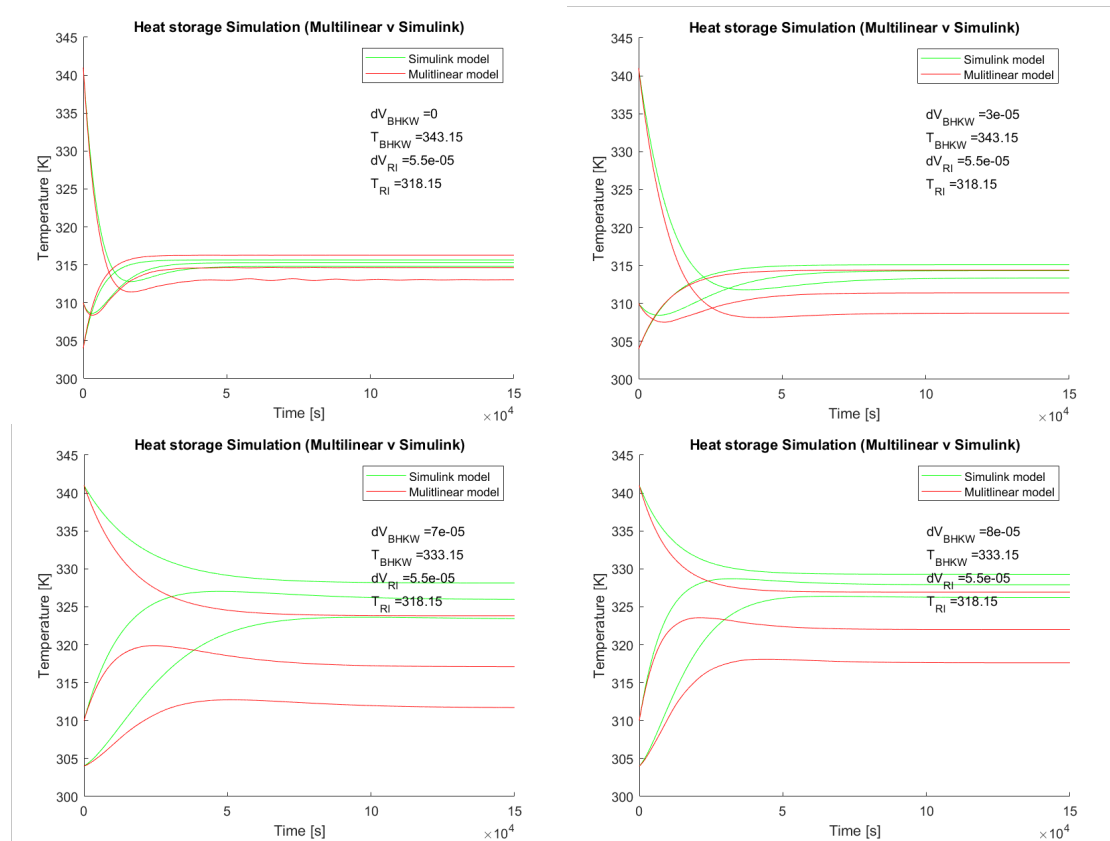 Heat storage Simulation (Multilinear v Simulink)
345
340
335
330
325
320
315
310
305
300
Temperature [K]
Simulink model
Mulitlinear model
dV_BHKW =0
T_BHKW =343.15
dV_RI =5.5e-05
T_RI =318.15
0
5
10
15
Time [s]
×10^4
Heat storage Simulation (Multilinear v Simulink)
345
340
335
330
325
320
315
310
305
300
Temperature [K]
Simulink model
Mulitlinear model
dV_BHKW =3e-05
T_BHKW =343.15
dV_RI =5.5e-05
T_RI =318.15
0
5
10
15
Time [s]
×10^4
Heat storage Simulation (Multilinear v Simulink)
345
340
335
330
325
320
315
310
305
300
Temperature [K]
Simulink model
Mulitlinear model
dV_BHKW =7e-05
T_BHKW =333.15
dV_RI =5.5e-05
T_RI =318.15
0
5
10
15
Time [s]
×10^4
Heat storage Simulation (Multilinear v Simulink)
345
340
335
330
325
320
315
310
305
300
Temperature [K]
Simulink model
Mulitlinear model
dV_BHKW =8e-05
T_BHKW =333.15
dV_RI =5.5e-05
T_RI =318.15
0
5
10
15
Time [s]
×10^4